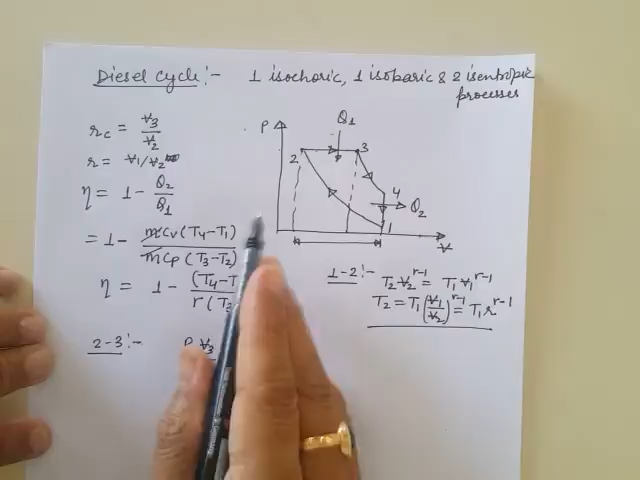 Diesel Cycle:- 1 isochoric, 1 isobaric & 2 isentropic
processes
rc = V3/V2
r = V1/V2
η = 1 - Q2/Q1
= 1 - mCv(T4-T1)/mCp(T3-T2)
η = 1 - (T4-T / r(T3
2-3:- P V3
P
Q1
2
3
4
Q2
1
V
1-2:- T2 V2^r-1 = T1 V1^r-1
T2 = T1(V1/V2)^r-1 = T1 r^r-1